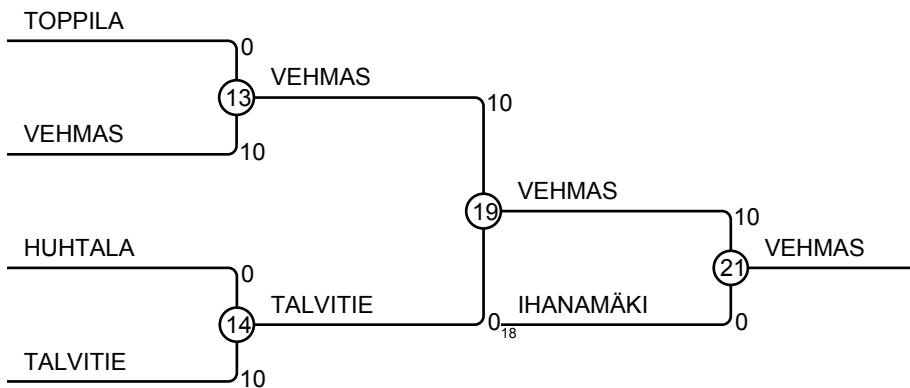 TOPPILA
0
13
VEHMAS
VEHMAS
10
10
19
VEHMAS
10
21
VEHMAS
HUHTALA
0
14
TALVITIE
0
18
IHANAMÄKI
0
TALVITIE
10